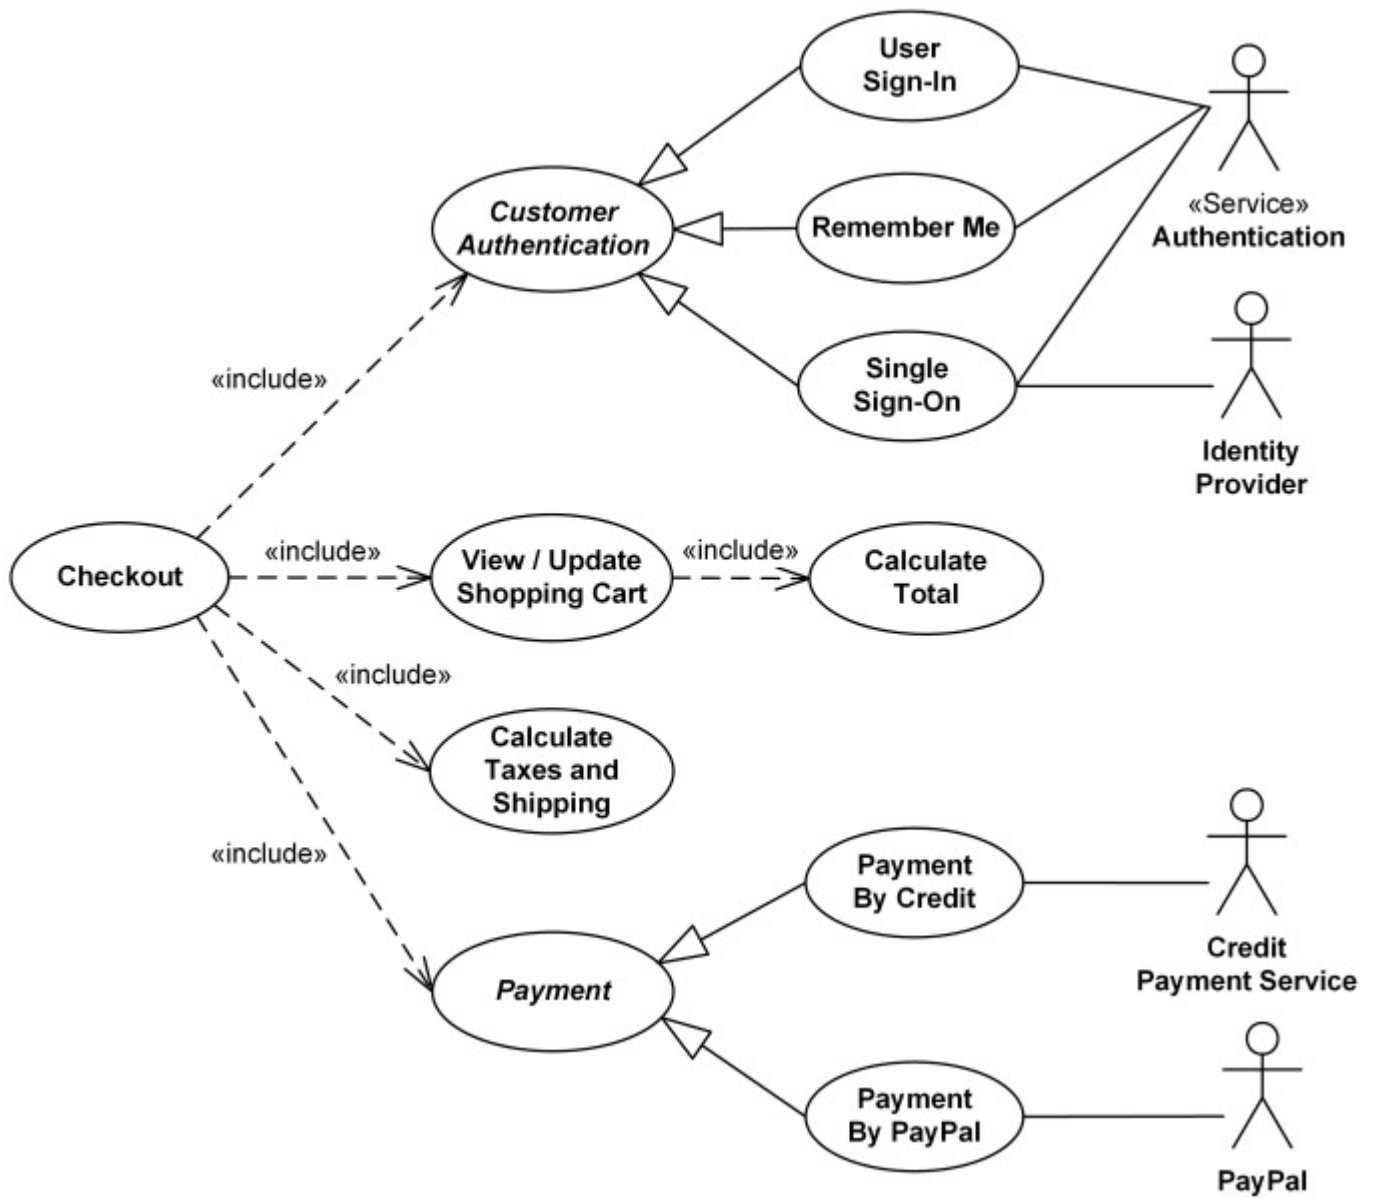 User
Sign-In
«Service»
Authentication
Customer
Authentication
Remember Me
Single
Sign-On
Identity
Provider
«include»
Checkout
«include»
View / Update
Shopping Cart
«include»
Calculate
Total
«include»
Calculate
Taxes and
Shipping
«include»
Payment
By Credit
Credit
Payment Service
Payment
Payment
By PayPal
PayPal